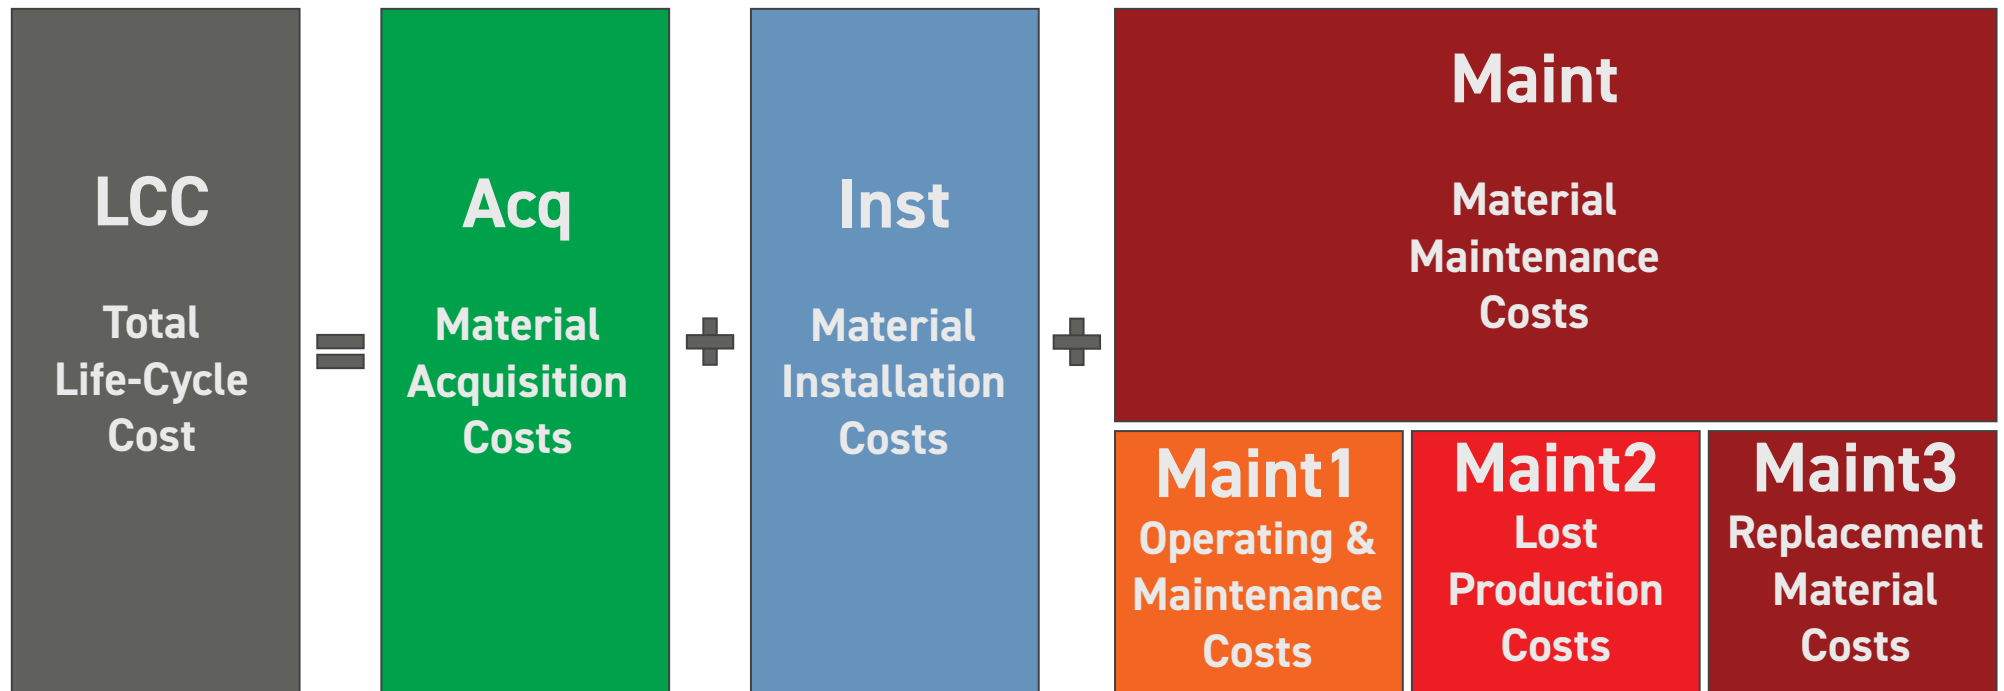 LCC
Total
Life-Cycle
Cost
=
Acq
Material
Acquisition
Costs
+
Inst
Material
Installation
Costs
+
Maint
Material
Maintenance
Costs
Maint1
Operating &
Maintenance
Costs
Maint2
Lost
Production
Costs
Maint3
Replacement
Material
Costs